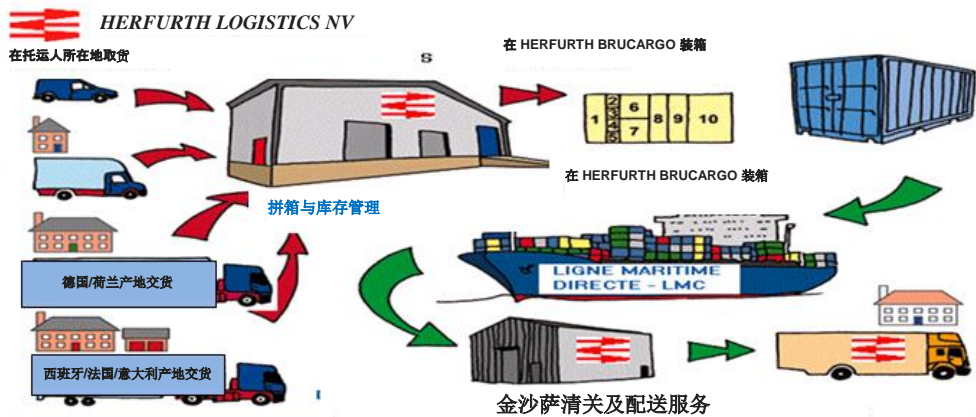 HERFURTH LOGISTICS NV
在托运人所在地取货
S
在 HERFURTH BRUCARGO 装箱
1
6
7
8
9
10
在 HERFURTH BRUCARGO 装箱
拼箱与库存管理
LIGNE MARITIME
DIRECTE - LMC
德国/荷兰产地交货
西班牙/法国/意大利产地交货
金沙萨清关及配送服务